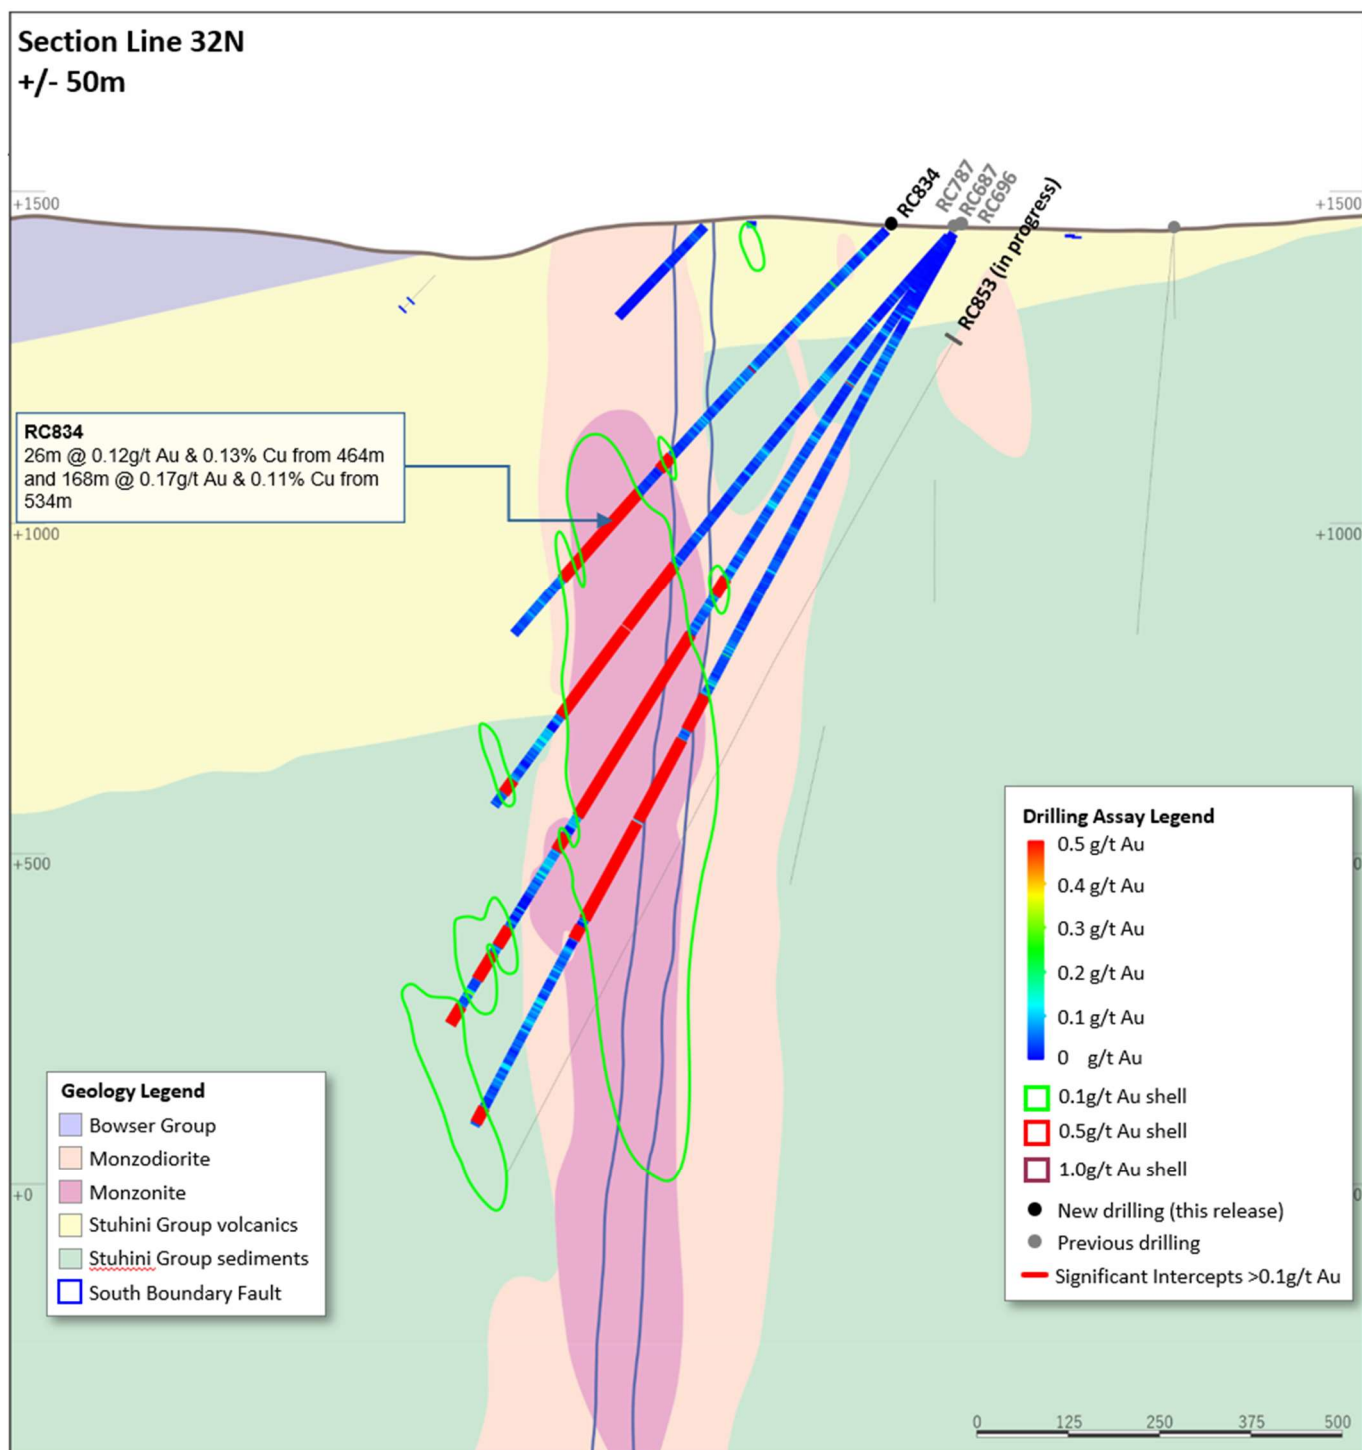 Section Line 32N
+/- 50m
+1500
+1500
RC834
RC787
RC687
RC696
RC853 (in progress)
RC834
26m @ 0.12g/t Au & 0.13% Cu from 464m
and 168m @ 0.17g/t Au & 0.11% Cu from
534m
+1000
+1000
+500
0
+0
0
Drilling Assay Legend
0.5 g/t Au
0.4 g/t Au
0.3 g/t Au
0.2 g/t Au
0.1 g/t Au
0 g/t Au
0.1g/t Au shell
0.5g/t Au shell
1.0g/t Au shell
New drilling (this release)
Previous drilling
Significant Intercepts >0.1g/t Au
Geology Legend
Bowser Group
Monzodiorite
Monzonite
Stuhini Group volcanics
Stuhini Group sediments
South Boundary Fault
0 125 250 375 500